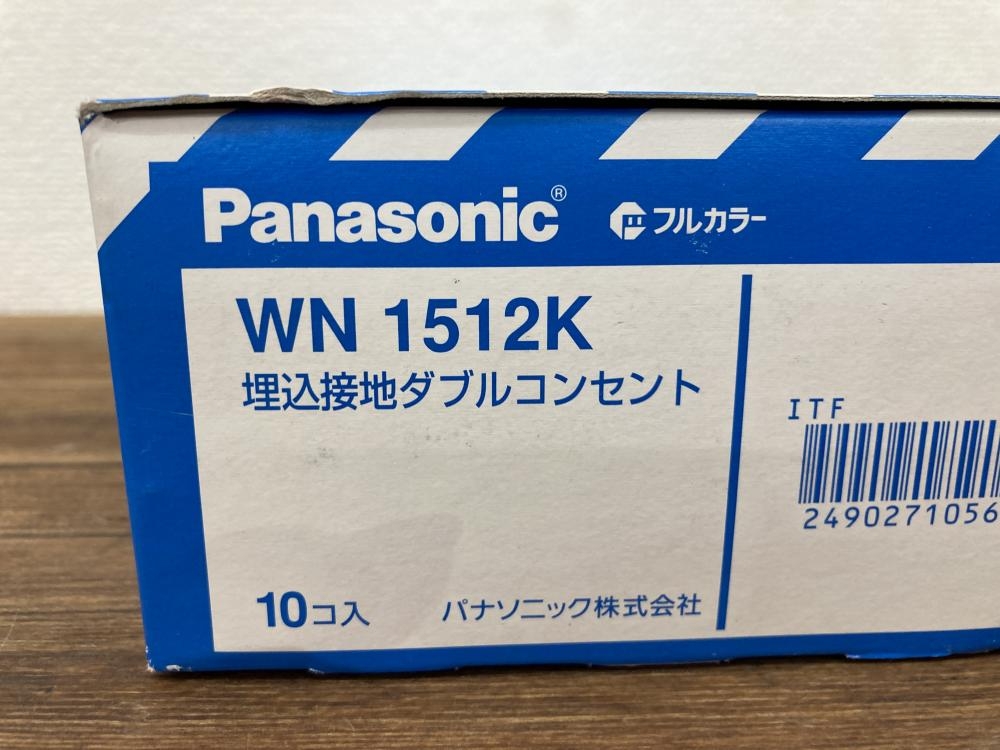 Panasonic®
フルカラー
WN 1512K
埋込接地ダブルコンセント
10コ入
パナソニック株式会社
ITF
2490271056